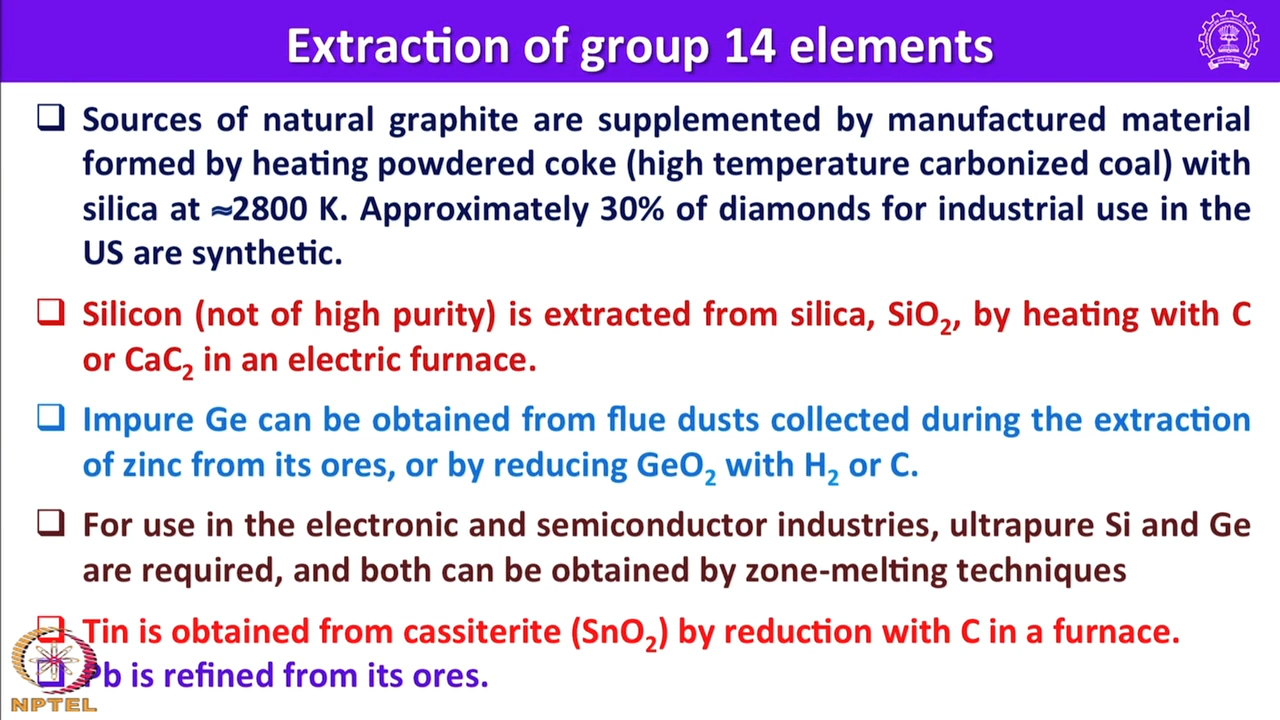 Extraction of group 14 elements
❑ Sources of natural graphite are supplemented by manufactured material
formed by heating powdered coke (high temperature carbonized coal) with
silica at ≈2800 K. Approximately 30% of diamonds for industrial use in the
US are synthetic.
❑ Silicon (not of high purity) is extracted from silica, SiO₂, by heating with C
or CaC₂ in an electric furnace.
❑ Impure Ge can be obtained from flue dusts collected during the extraction
of zinc from its ores, or by reducing GeO₂ with H₂ or C.
❑ For use in the electronic and semiconductor industries, ultrapure Si and Ge
are required, and both can be obtained by zone-melting techniques
❑ Tin is obtained from cassiterite (SnO₂) by reduction with C in a furnace.
❑ Pb is refined from its ores.
NPTEL